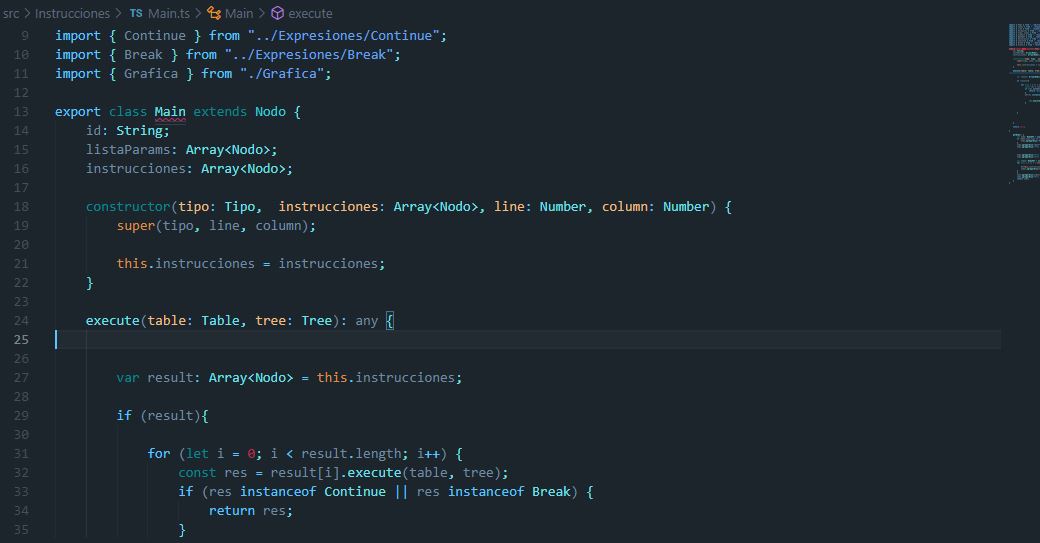 src > Instrucciones > TS Main.ts > Main > execute
9 import { Continue } from "../Expresiones/Continue";
10 import { Break } from "../Expresiones/Break";
11 import { Grafica } from "./Grafica";
12
13 export class Main extends Nodo {
14 id: String;
15 listaParams: Array<Nodo>;
16 instrucciones: Array<Nodo>;
17
18 constructor(tipo: Tipo,  instrucciones: Array<Nodo>, line: Number, column: Number) {
19 super(tipo, line, column);
20
21 this.instrucciones = instrucciones;
22 }
23
24 execute(table: Table, tree: Tree): any {
25
26
27 var result: Array<Nodo> = this.instrucciones;
28
29 if (result){
30
31 for (let i = 0; i < result.length; i++) {
32 const res = result[i].execute(table, tree);
33 if (res instanceof Continue || res instanceof Break) {
34 return res;
35 }